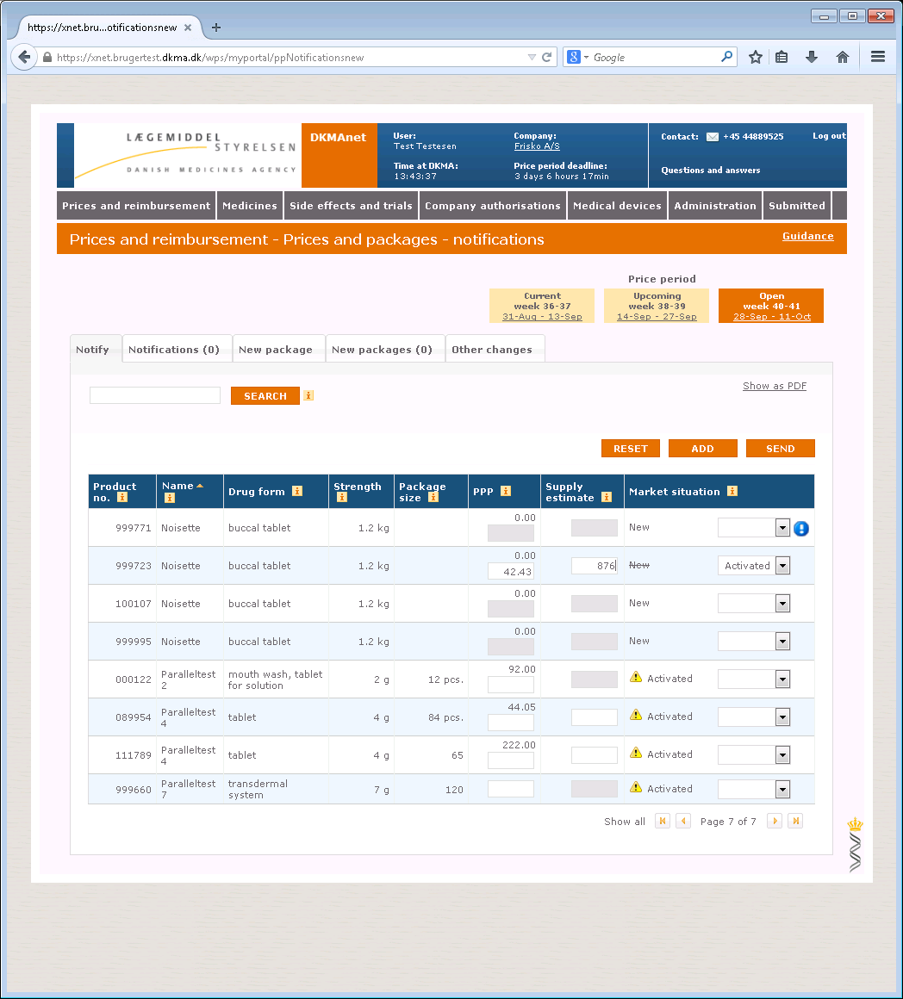 https://xnet.bru...otificationsnew
https://xnet.brugertest.dkma.dk/wps/myportal/ppNotificationsnew
Google
LÆGEMIDDEL
STYRELSEN
DANISH MEDICINES AGENCY
DKMAnet
User:
Test Testesen
Time at DKMA:
13:43:37
Company:
Frisko A/S
Price period deadline:
3 days 6 hours 17min
Contact: +45 44889525
Log out
Questions and answers
Prices and reimbursement Medicines Side effects and trials Company authorisations Medical devices Administration Submitted
Prices and reimbursement - Prices and packages - notifications
Guidance
Price period
Current
week 36-37
31-Aug - 13-Sep
Upcoming
week 38-39
14-Sep - 27-Sep
Open
week 40-41
28-Sep - 11-Oct
Notify Notifications (0) New package New packages (0) Other changes
Show as PDF
SEARCH
RESET ADD SEND
Product no. Name Drug form Strength Package size PPP Supply estimate Market situation
999771 Noisette buccal tablet 1.2 kg 0.00 New
999723 Noisette buccal tablet 1.2 kg 0.00 42.43 876 New Activated
100107 Noisette buccal tablet 1.2 kg 0.00 New
999995 Noisette buccal tablet 1.2 kg 0.00 New
000122 Paralleltest 2 mouth wash, tablet for solution 2 g 12 pcs. 92.00 Activated
089954 Paralleltest 4 tablet 4 g 84 pcs. 44.05 Activated
111789 Paralleltest 4 tablet 4 g 65 222.00 Activated
999660 Paralleltest 7 transdermal system 7 g 120 Activated
Show all Page 7 of 7